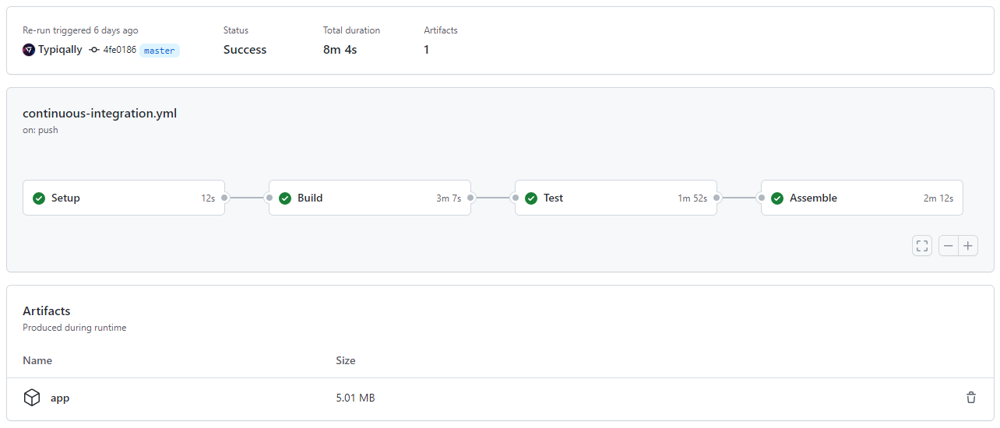 Re-run triggered 6 days ago
Typiqally 4fe0186 master
Status
Success
Total duration
8m 4s
Artifacts
1
continuous-integration.yml
on: push
Setup 12s
Build 3m 7s
Test 1m 52s
Assemble 2m 12s
Artifacts
Produced during runtime
Name Size
app 5.01 MB